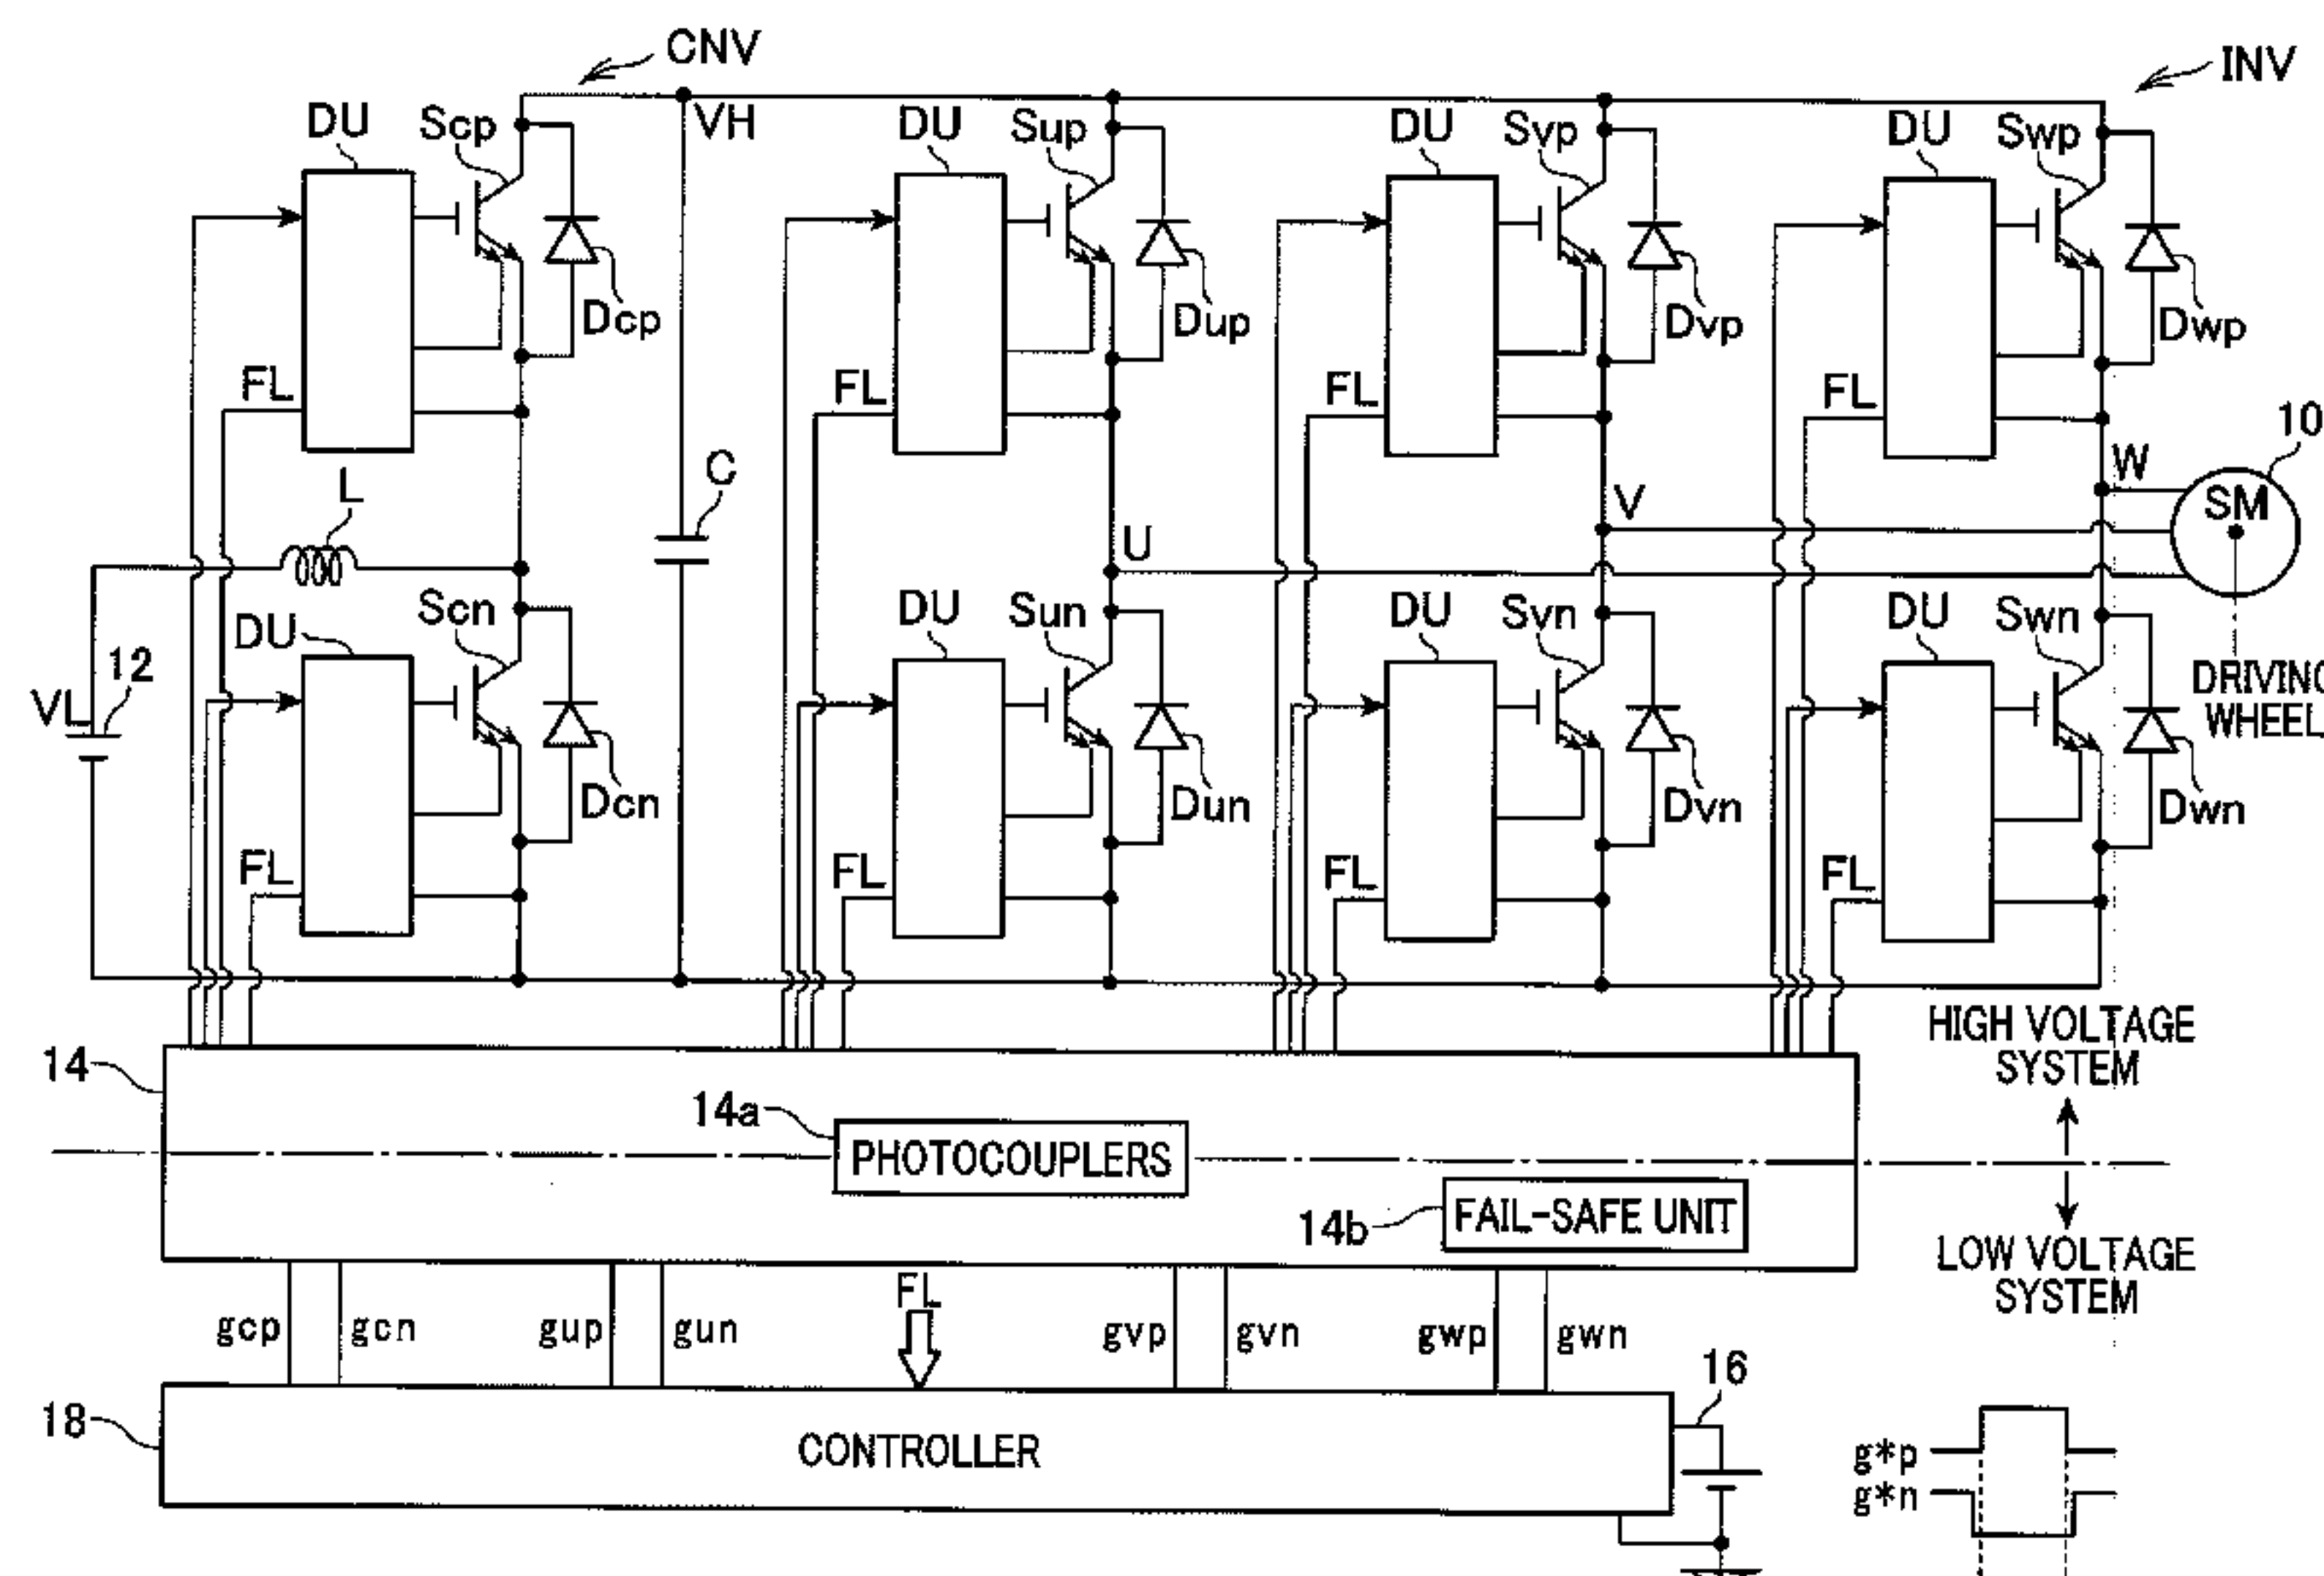 CNV
INV
DU
Scp
VH
DU
Sup
DU
Svp
DU
Swp
Dcp
Dup
Dvp
Dwp
FL
FL
FL
FL
10
L
C
U
V
W
SM
DU
Scn
DU
Sun
DU
Svn
DU
Swn
VL
12
DRIVING
WHEEL
Dcn
Dun
Dvn
Dwn
FL
FL
FL
FL
HIGH VOLTAGE
SYSTEM
14
14a
PHOTOCOUPLERS
14b
FAIL-SAFE UNIT
LOW VOLTAGE
SYSTEM
gcp
gcn
gup
gun
FL
gvp
gvn
gwp
gwn
16
18
CONTROLLER
g*p
g*n